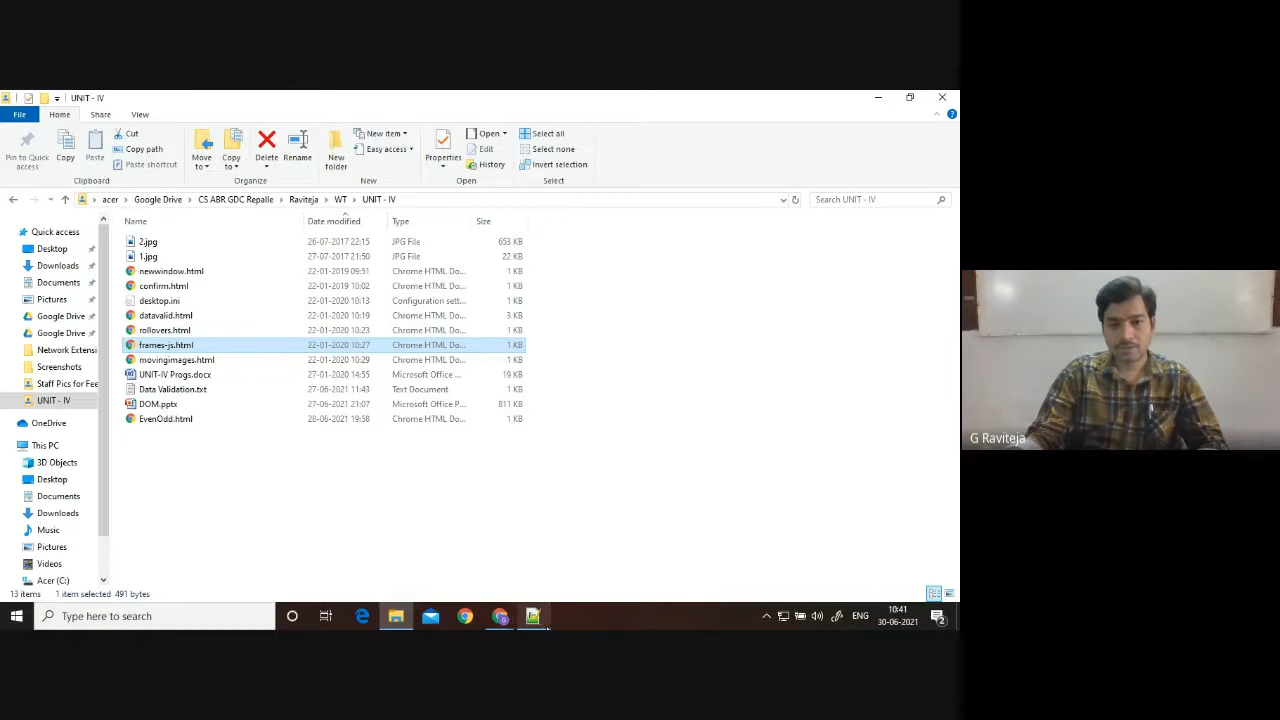 UNIT - IV
File Home Share View
Pin to Quick access
Copy
Paste
Cut
Copy path
Paste shortcut
Clipboard
Move to
Copy to
Delete
Rename
Organize
New folder
New item
Easy access
New
Properties
Open
Edit
History
Open
Select all
Select none
Invert selection
Select
acer > Google Drive > CS ABR GDC Repalle > Raviteja > WT > UNIT - IV
Search UNIT - IV
Name Date modified Type Size
2.jpg 26-07-2017 22:15 JPG File 653 KB
1.jpg 27-07-2017 21:50 JPG File 22 KB
newwindow.html 22-01-2019 09:51 Chrome HTML Do... 1 KB
confirm.html 22-01-2019 10:02 Chrome HTML Do... 1 KB
desktop.ini 22-01-2020 10:13 Configuration sett... 1 KB
datavalid.html 22-01-2020 10:19 Chrome HTML Do... 3 KB
rollovers.html 22-01-2020 10:23 Chrome HTML Do... 1 KB
frames-js.html 22-01-2020 10:27 Chrome HTML Do... 1 KB
movingimages.html 22-01-2020 10:29 Chrome HTML Do... 1 KB
UNIT-IV Progs.docx 22-01-2020 14:55 Microsoft Office ... 19 KB
Data Validation.txt 27-06-2021 11:43 Text Document 1 KB
DOM.pptx 27-06-2021 21:07 Microsoft Office P... 811 KB
EvenOdd.html 28-06-2021 19:58 Chrome HTML Do... 1 KB
Quick access
Desktop
Downloads
Documents
Pictures
Google Drive
Google Drive
Network Extensi
Screenshots
Staff Pics for Fee
UNIT - IV
OneDrive
This PC
3D Objects
Desktop
Documents
Downloads
Music
Pictures
Videos
Acer (C:)
13 items 1 item selected 491 bytes
Type here to search
ENG
10:41
30-06-2021
2
G Raviteja